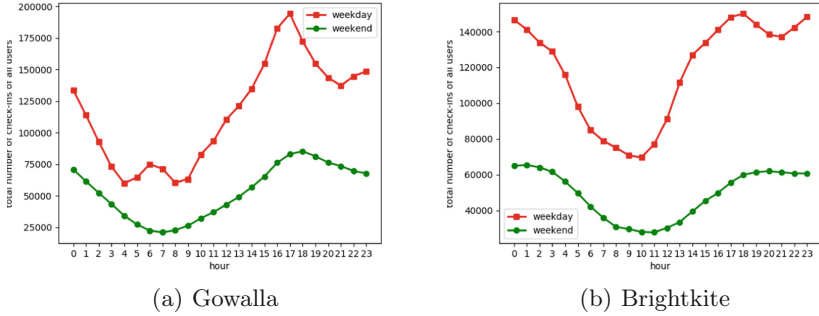 200000
175000
150000
125000
100000
75000
50000
25000
total number of check-ins of all users
weekday
weekend
0 1 2 3 4 5 6 7 8 9 10 11 12 13 14 15 16 17 18 19 20 21 22 23
hour
(a) Gowalla
140000
120000
100000
80000
60000
40000
total number of check-ins of all users
weekday
weekend
0 1 2 3 4 5 6 7 8 9 10 11 12 13 14 15 16 17 18 19 20 21 22 23
hour
(b) Brightkite